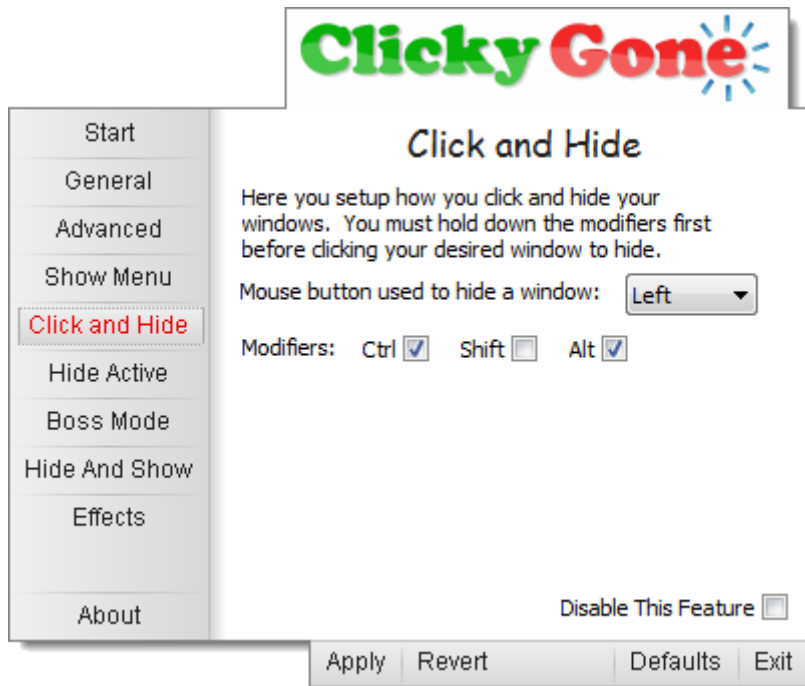 Clicky Gone
Start
General
Advanced
Show Menu
Click and Hide
Hide Active
Boss Mode
Hide And Show
Effects
About
Click and Hide
Here you setup how you click and hide your
windows. You must hold down the modifiers first
before clicking your desired window to hide.
Mouse button used to hide a window: Left
Modifiers: Ctrl Shift Alt
Disable This Feature
Apply Revert Defaults Exit